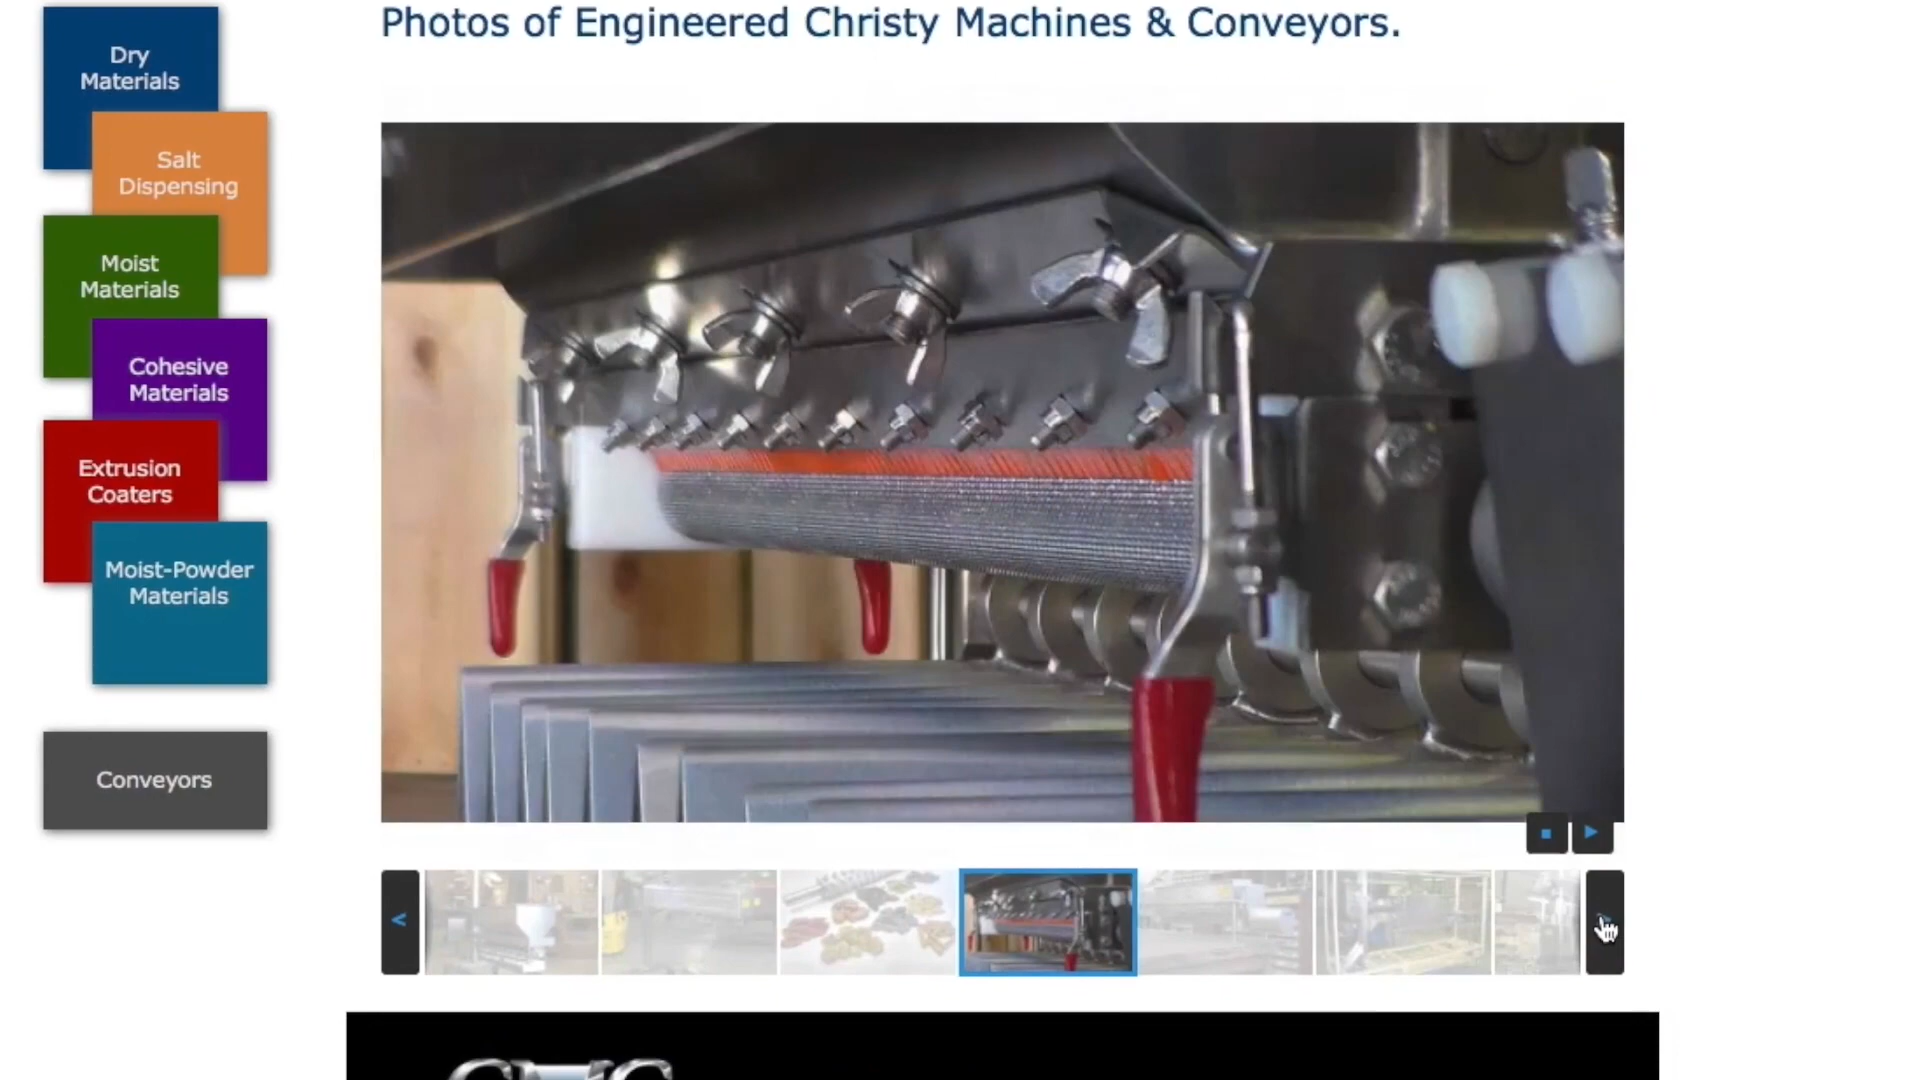 Photos of Engineered Christy Machines & Conveyors.
Dry
Materials
Salt
Dispensing
Moist
Materials
Cohesive
Materials
Extrusion
Coaters
Moist-Powder
Materials
Conveyors
<